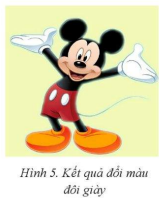 Hình 5. Kết quả đổi màu
đôi giày